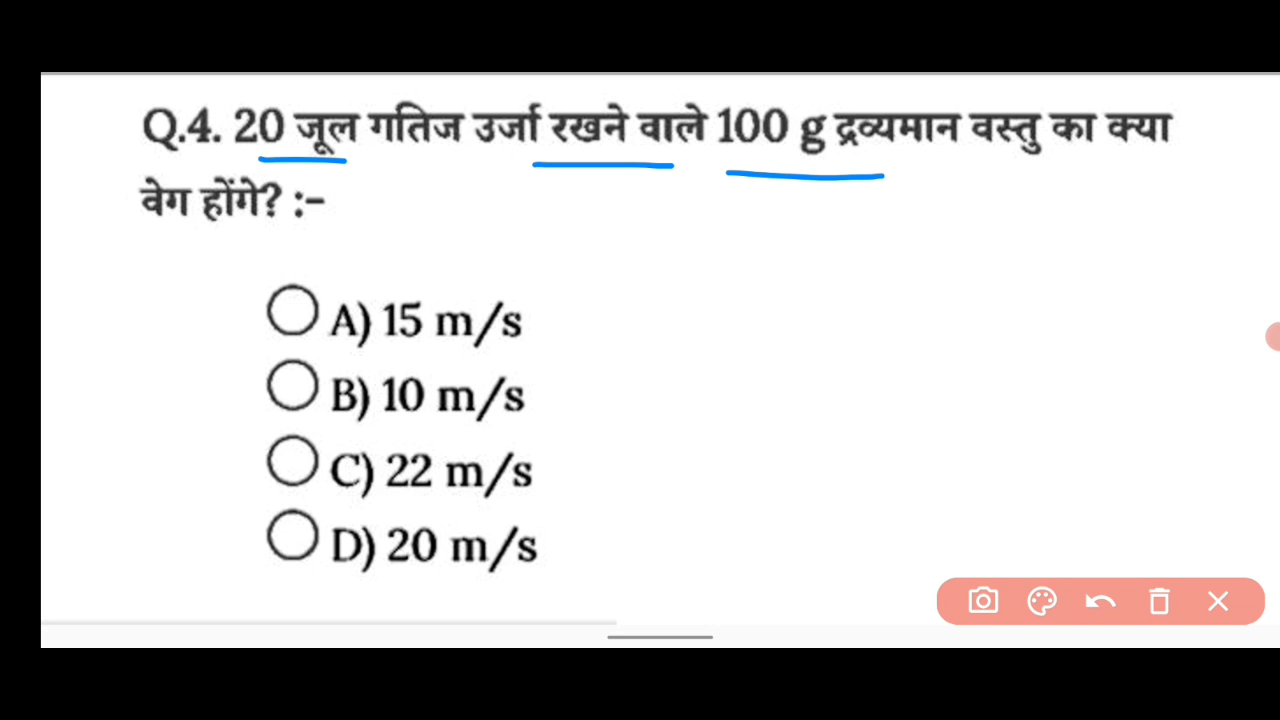 Q.4. 20 जूल गतिज उर्जा रखने वाले 100 g द्रव्यमान वस्तु का क्या
वेग होंगे? :-
A) 15 m/s
B) 10 m/s
C) 22 m/s
D) 20 m/s